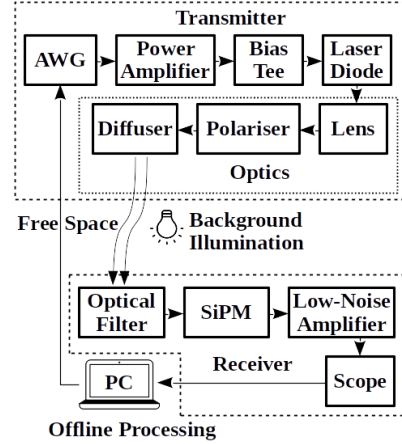 Transmitter
AWG
Power
Amplifier
Bias
Tee
Laser
Diode
Diffuser
Polariser
Lens
Optics
Free Space
Background
Illumination
Optical
Filter
SiPM
Low-Noise
Amplifier
Receiver
PC
Scope
Offline Processing